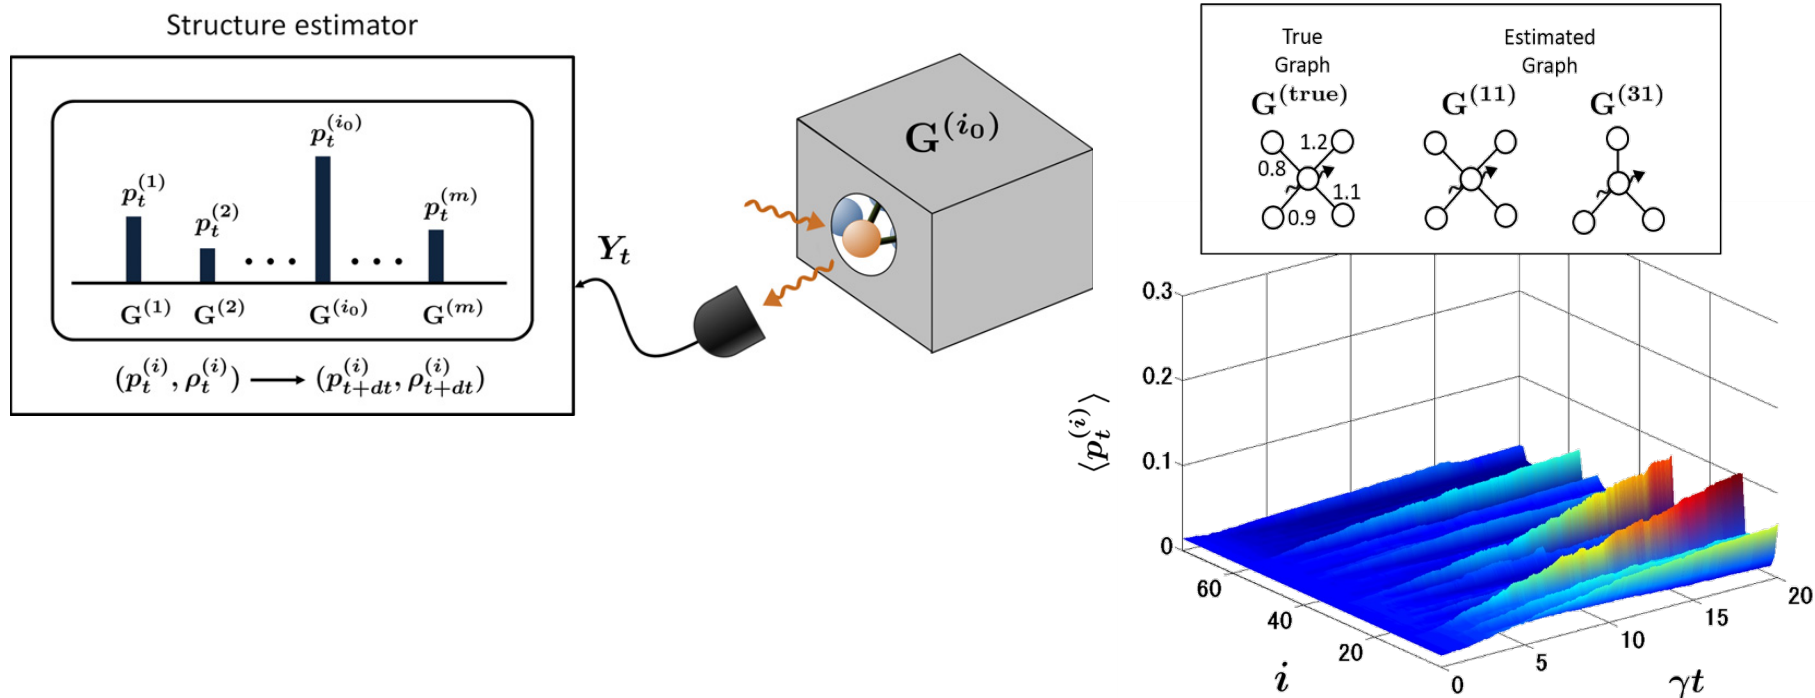 Structure estimator
p_t^{(1)}
p_t^{(2)}
p_t^{(i_0)}
p_t^{(m)}
G^{(1)} G^{(2)} G^{(i_0)} G^{(m)}
(p_t^{(i)}, ρ_t^{(i)}) → (p_{t+dt}^{(i)}, ρ_{t+dt}^{(i)})
Y_t
G^{(i_0)}
True
Graph
G^{(true)}
Estimated
Graph
G^{(11)} G^{(31)}
1.2
0.8
1.1
0.9
⟨p_t^{(i)}⟩
0.3
0.2
0.1
0
60
40
20
i
0
5
10
15
20
γt